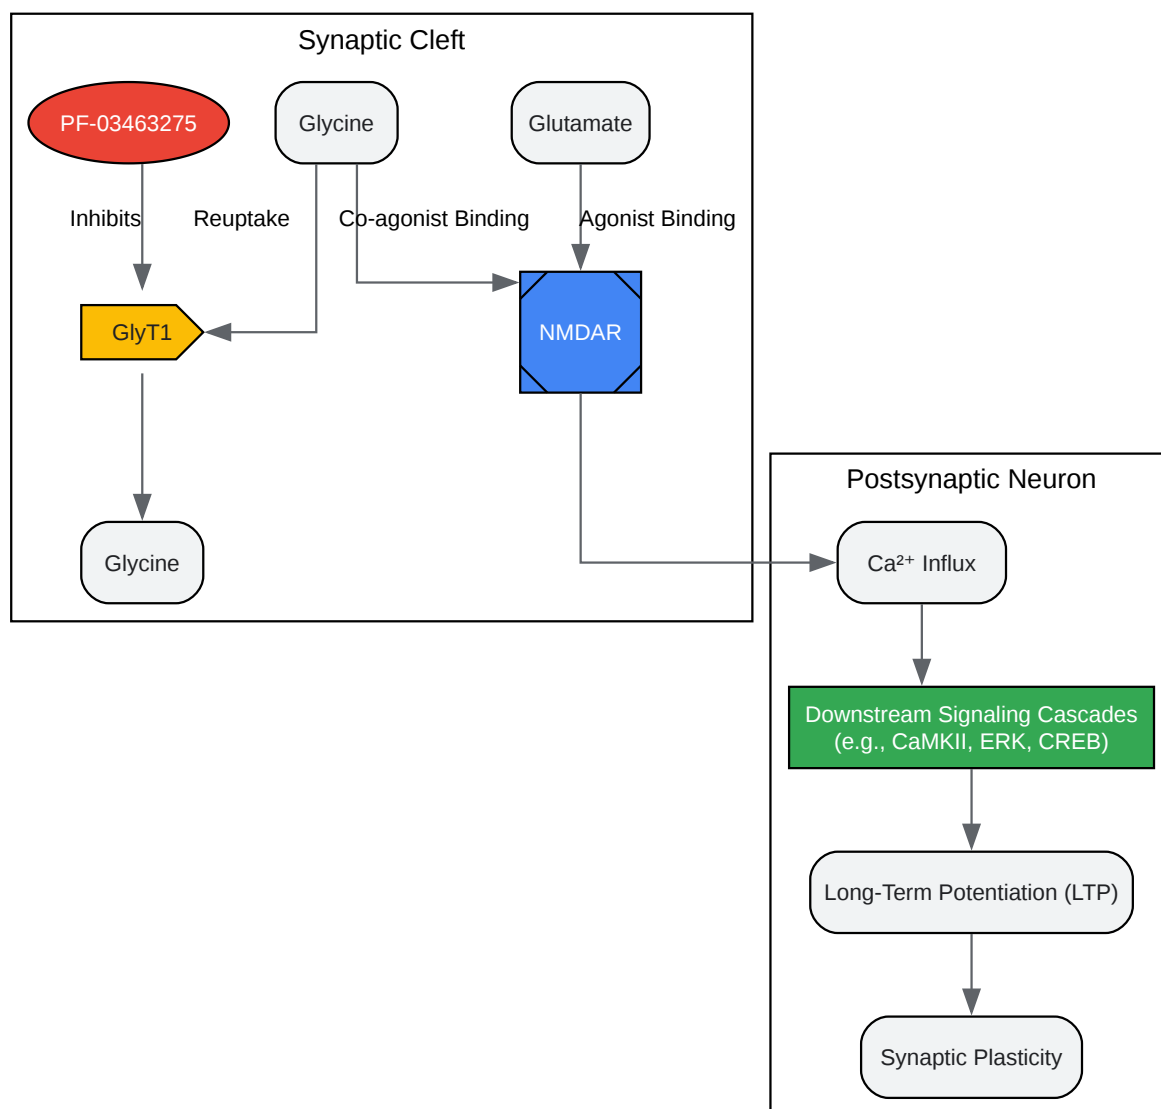 Synaptic Cleft
PF-03463275
Glycine
Glutamate
Inhibits
Reuptake
Co-agonist Binding
Agonist Binding
GlyT1
NMDAR
Glycine
Postsynaptic Neuron
Ca²⁺ Influx
Downstream Signaling Cascades
(e.g., CaMKII, ERK, CREB)
Long-Term Potentiation (LTP)
Synaptic Plasticity